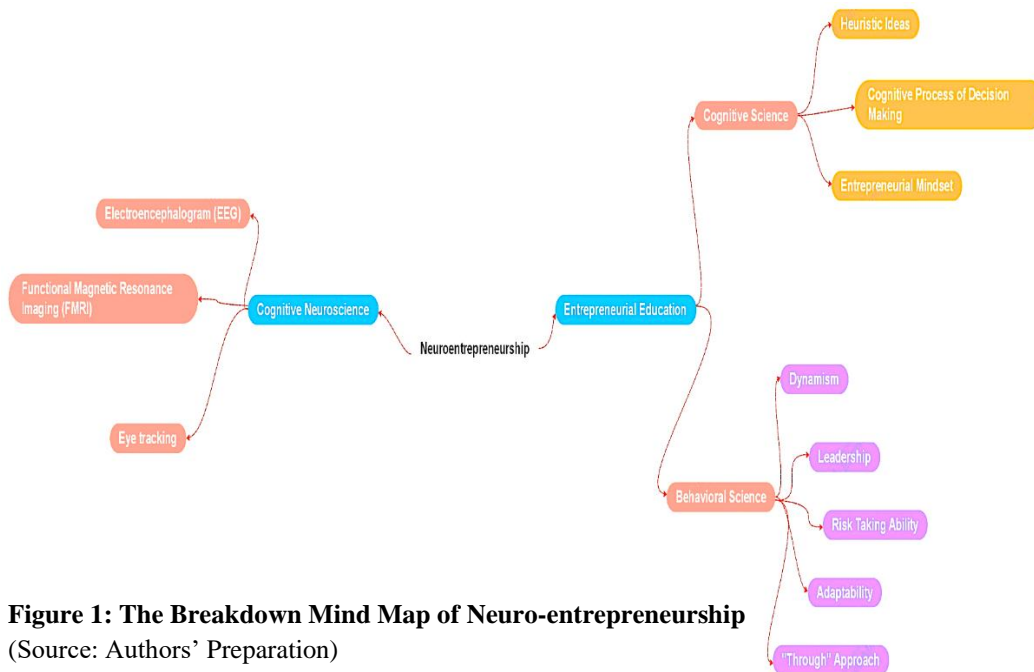 Heuristic Ideas
Cognitive Process of Decision
Making
Cognitive Science
Entrepreneurial Mindset
Electroencephalogram (EEG)
Functional Magnetic Resonance
Imaging (FMRI)
Cognitive Neuroscience
Entrepreneurial Education
Neuroentrepreneurship
Eye tracking
Dynamism
Leadership
Behavioral Science
Risk Taking Ability
Adaptability
"Through" Approach
Figure 1: The Breakdown Mind Map of Neuro-entrepreneurship
(Source: Authors’ Preparation)